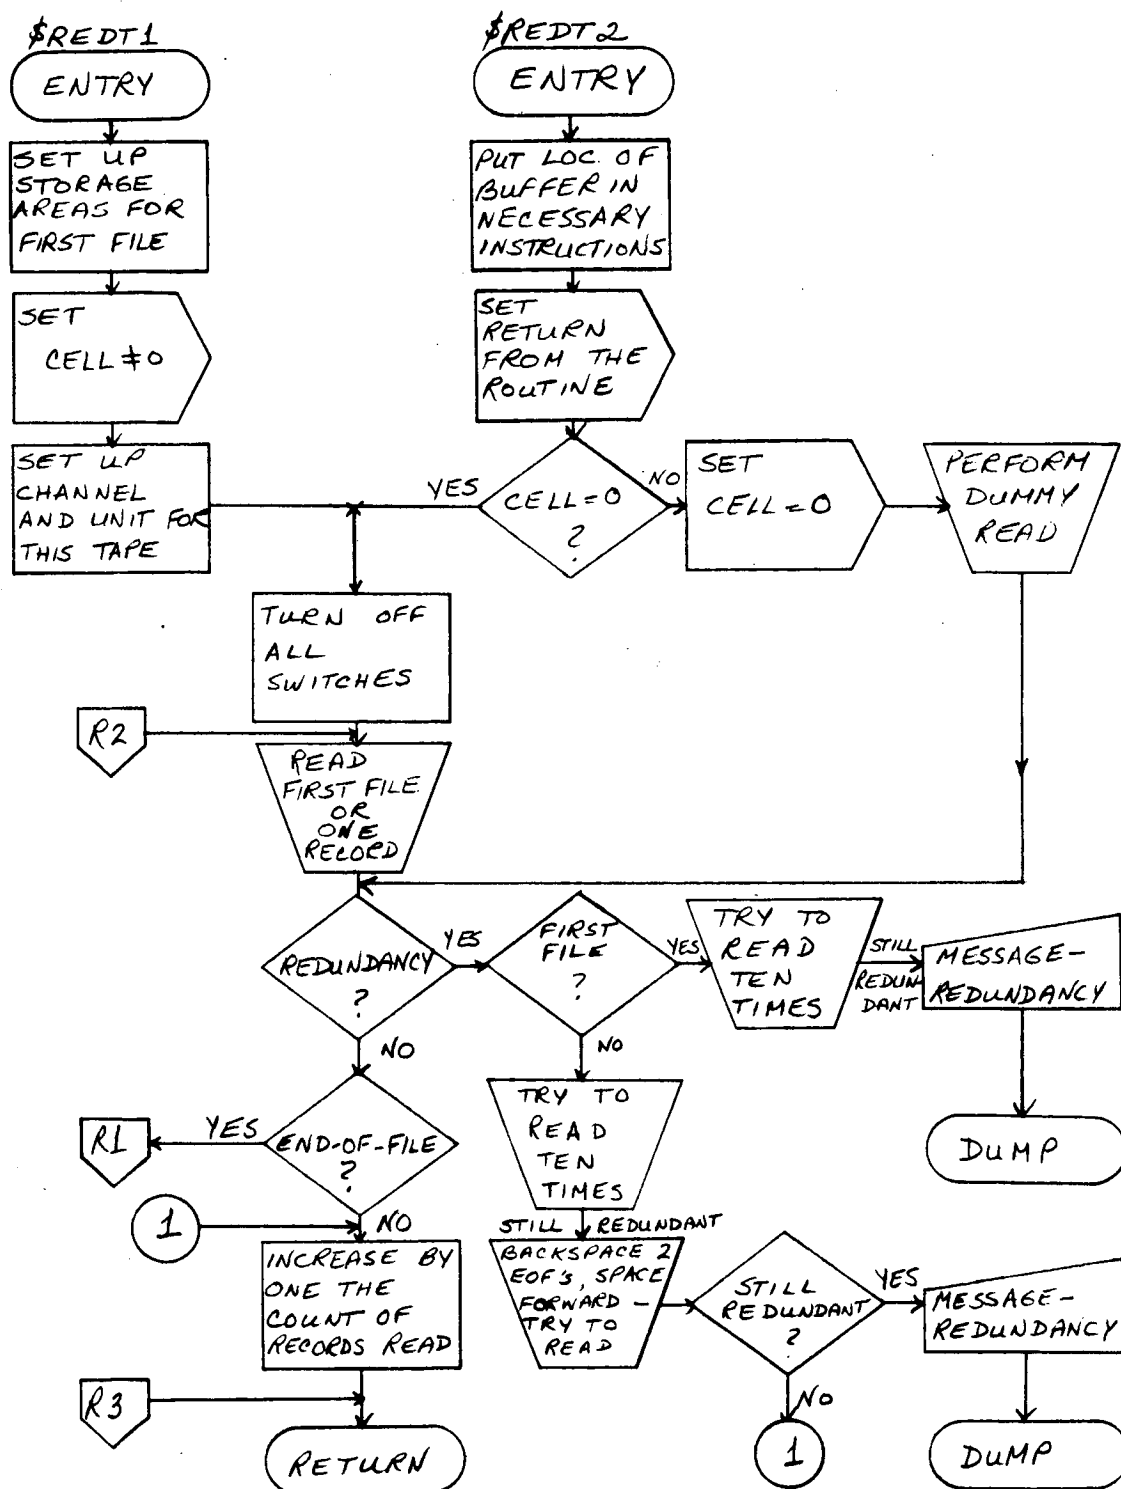 $REDT1
ENTRY
SET UP
STORAGE
AREAS FOR
FIRST FILE
SET
CELL ≠ 0
SET UP
CHANNEL
AND UNIT FOR
THIS TAPE
$REDT2
ENTRY
PUT LOC. OF
BUFFER IN
NECESSARY
INSTRUCTIONS
SET
RETURN
FROM THE
ROUTINE
YES
CELL = 0
?
NO
SET
CELL = 0
PERFORM
DUMMY
READ
TURN OFF
ALL
SWITCHES
R2
READ
FIRST FILE
OR
ONE
RECORD
REDUNDANCY
?
YES
FIRST
FILE
?
YES
TRY TO
READ
TEN
TIMES
STILL
REDUN-
DANT
MESSAGE-
REDUNDANCY
DUMP
NO
NO
R1
YES
END-OF-FILE
?
TRY TO
READ
TEN
TIMES
1
NO
STILL REDUNDANT
INCREASE BY
ONE THE
COUNT OF
RECORDS READ
BACKSPACE 2
EOF'S, SPACE
FORWARD -
TRY TO
READ
STILL
REDUNDANT
?
YES
MESSAGE-
REDUNDANCY
R3
NO
RETURN
1
DUMP